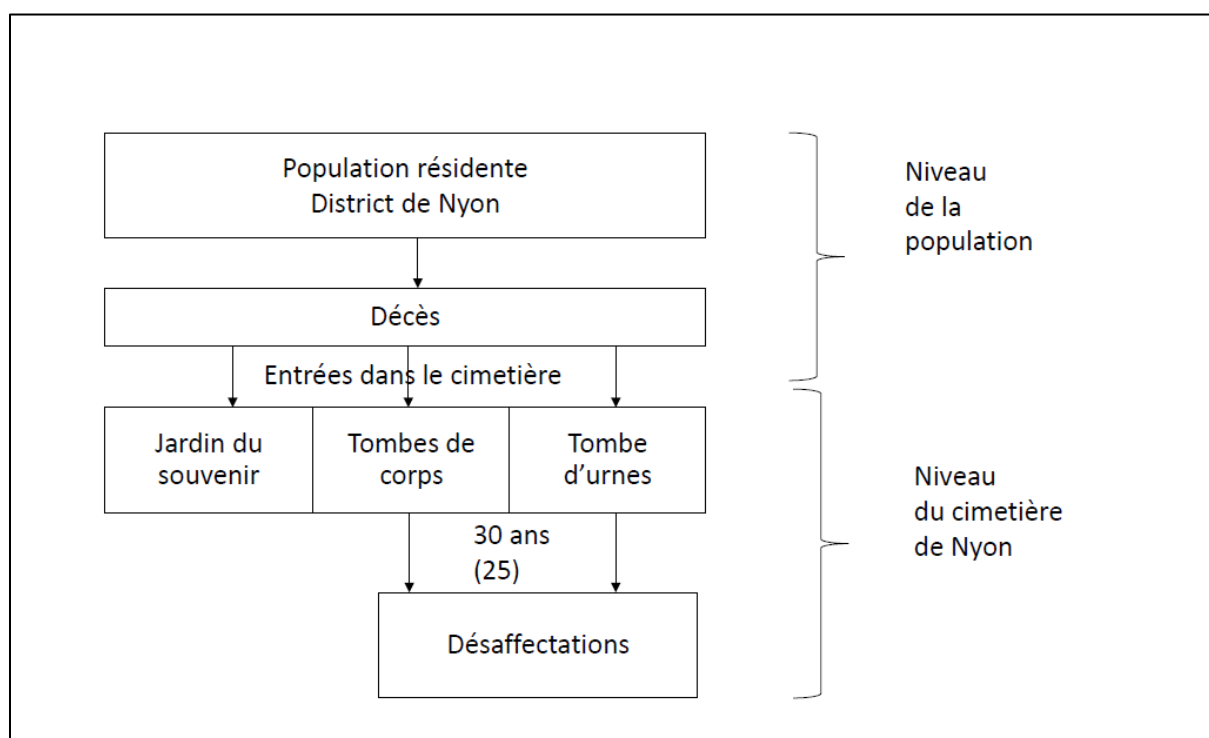 Population résidente
District de Nyon
Niveau
de la
population
Décès
Entrées dans le cimetière
Jardin du
souvenir
Tombes de
corps
Tombe
d'urnes
Niveau
du cimetière
de Nyon
30 ans
(25)
Désaffectations